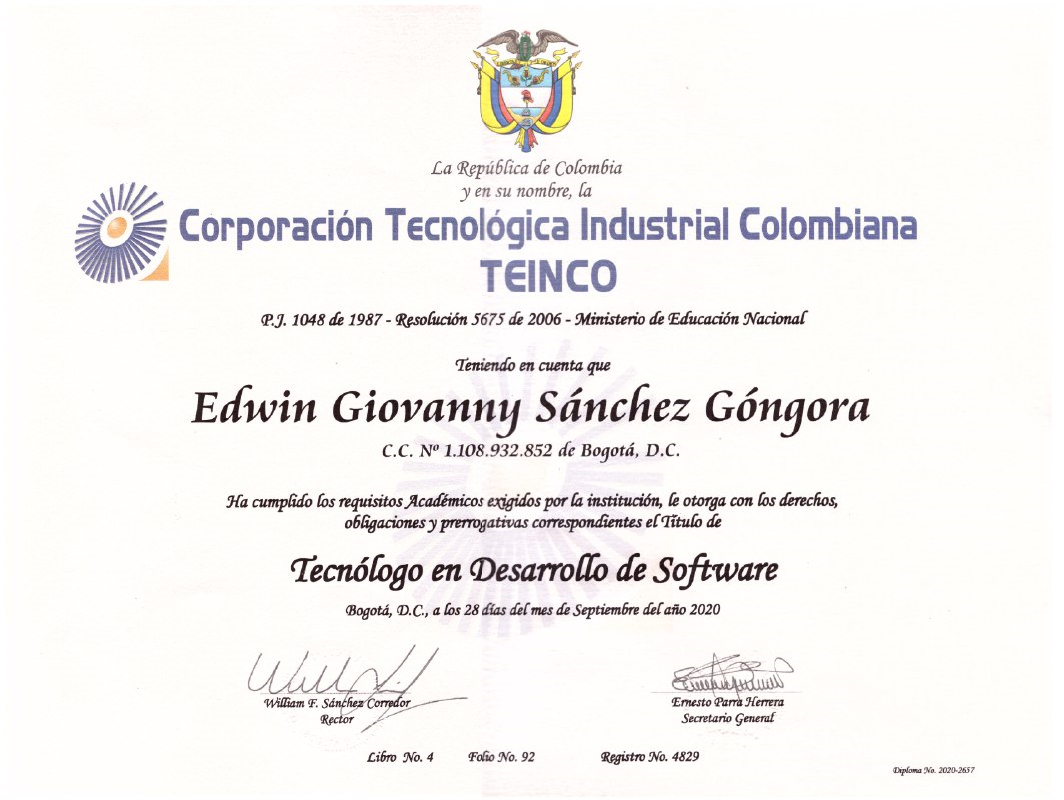 La República de Colombia
y en su nombre, la
Corporación Tecnológica Industrial Colombiana
TEINCO
P.J. 1048 de 1987 - Resolución 5675 de 2006 - Ministerio de Educación Nacional
Teniendo en cuenta que
Edwin Giovanny Sánchez Góngora
C.C. Nº 1.108.932.852 de Bogotá, D.C.
Ha cumplido los requisitos Académicos exigidos por la institución, le otorga con los derechos,
obligaciones y prerrogativas correspondientes el Título de
Tecnólogo en Desarrollo de Software
Bogotá, D.C., a los 28 días del mes de Septiembre del año 2020
William F. Sánchez Corredor
Rector
Ernesto Parra Herrera
Secretario General
Libro No. 4 Folio No. 92 Registro No. 4829
Diploma No. 2020-2657